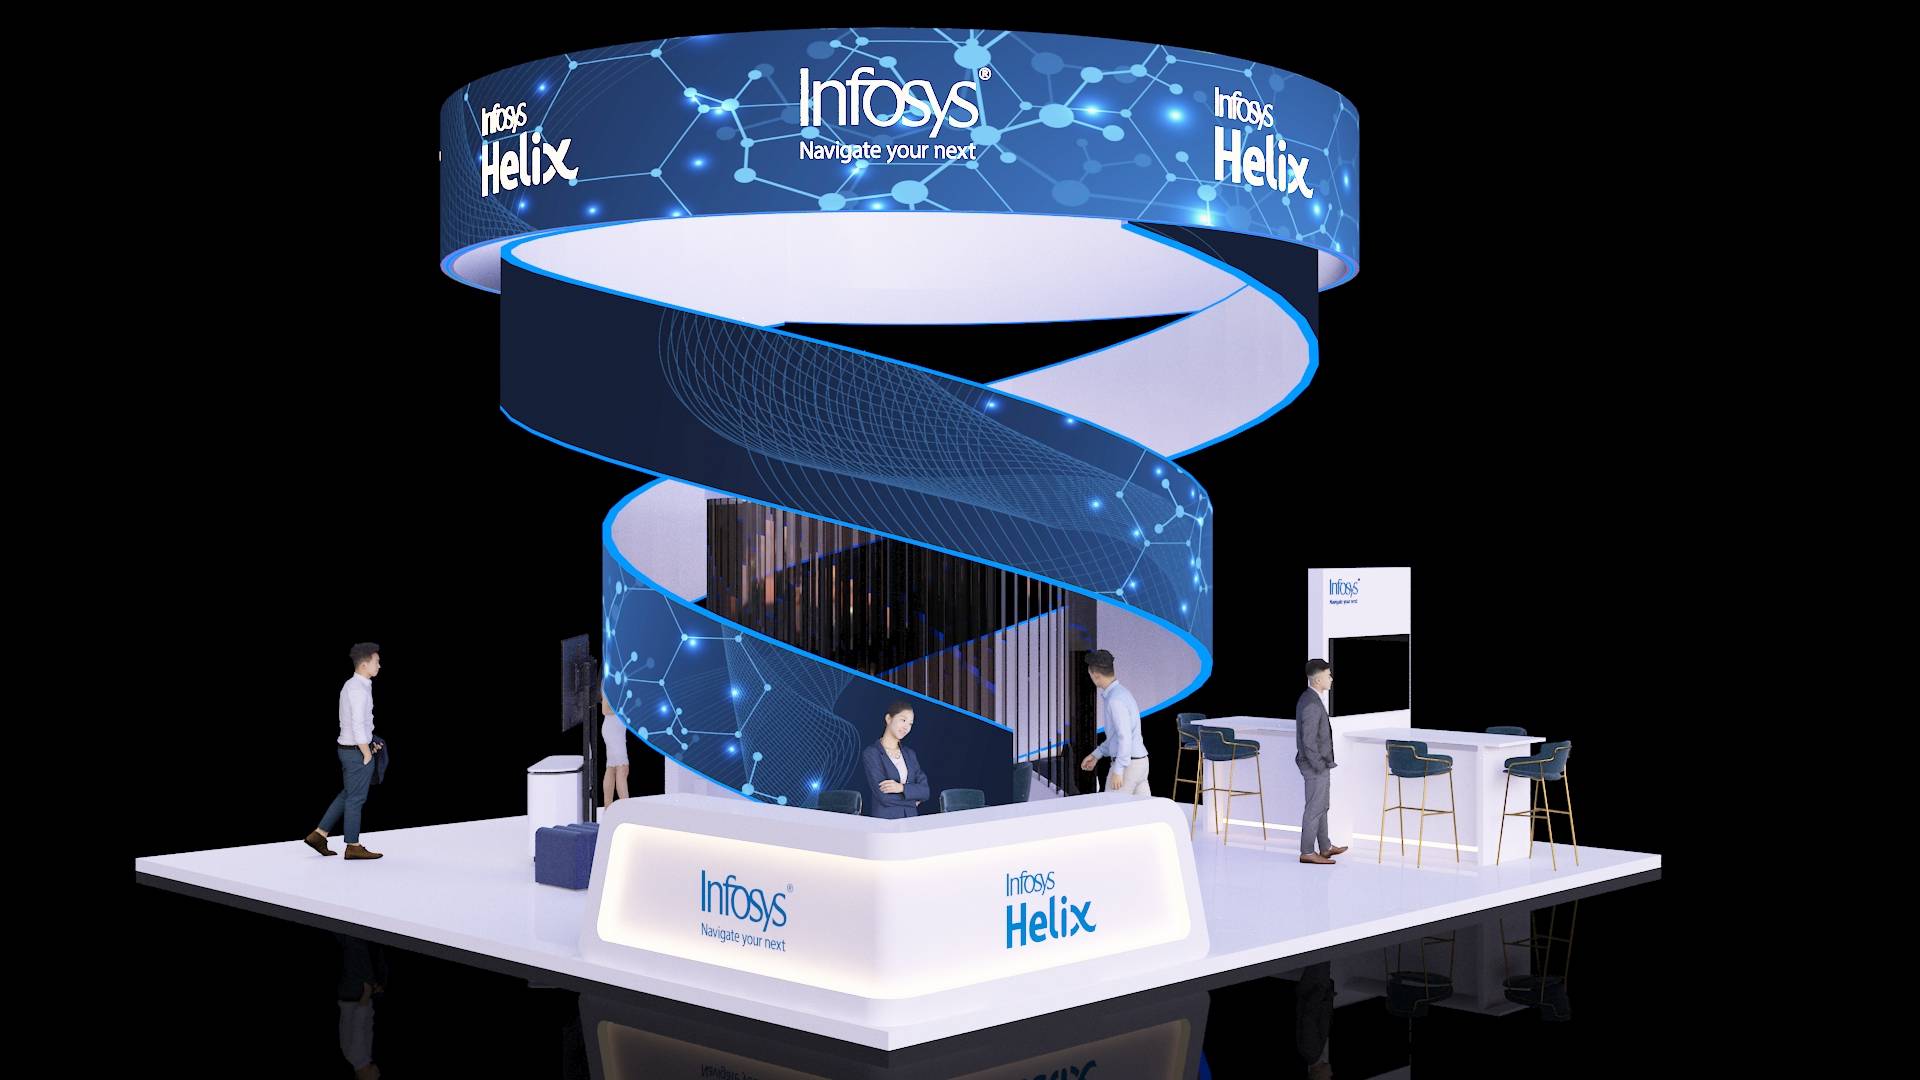 Infosys®
Navigate your next
Infosys
Helix
Infosys
Helix
Infosys
Navigate your next
Infosys®
Navigate your next
Infosys
Helix